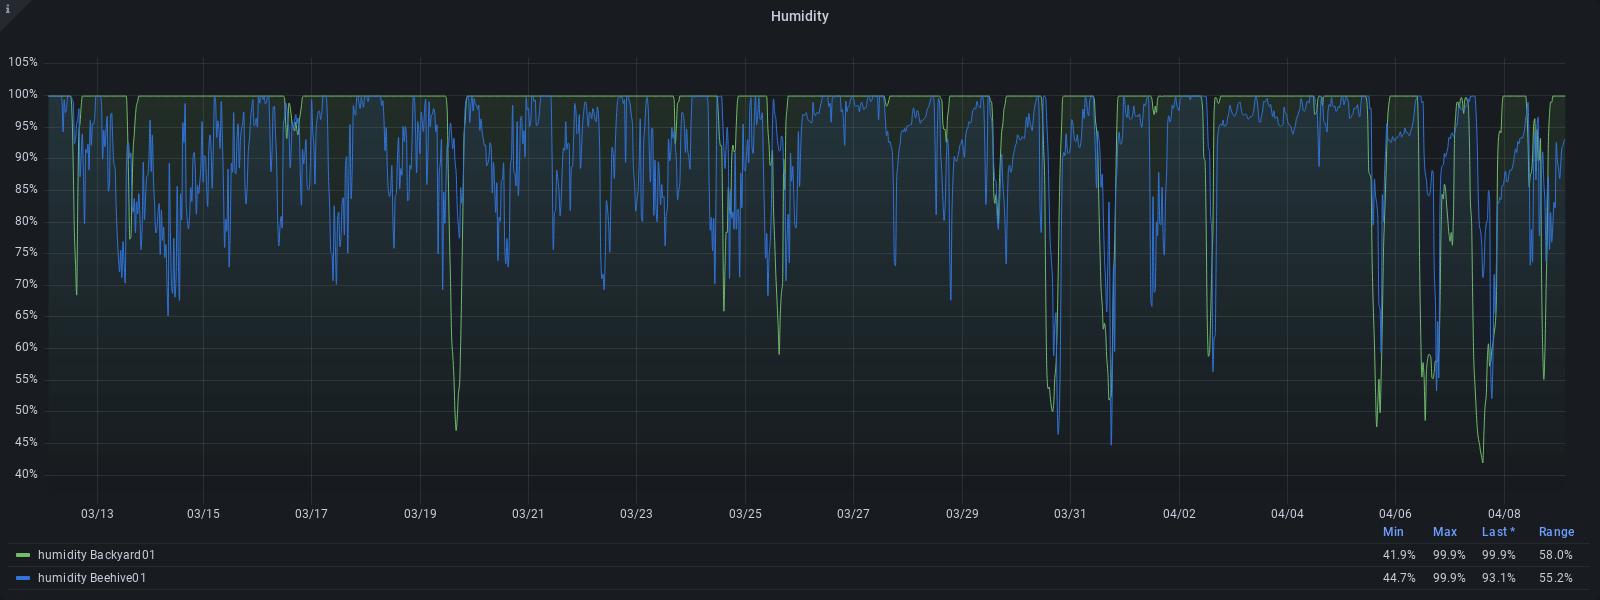 i
Humidity
105%
100%
95%
90%
85%
80%
75%
70%
65%
60%
55%
50%
45%
40%
03/13 03/15 03/17 03/19 03/21 03/23 03/25 03/27 03/29 03/31 04/02 04/04 04/06 04/08
Min Max Last * Range
humidity Backyard01 41.9% 99.9% 99.9% 58.0%
humidity Beehive01 44.7% 99.9% 93.1% 55.2%